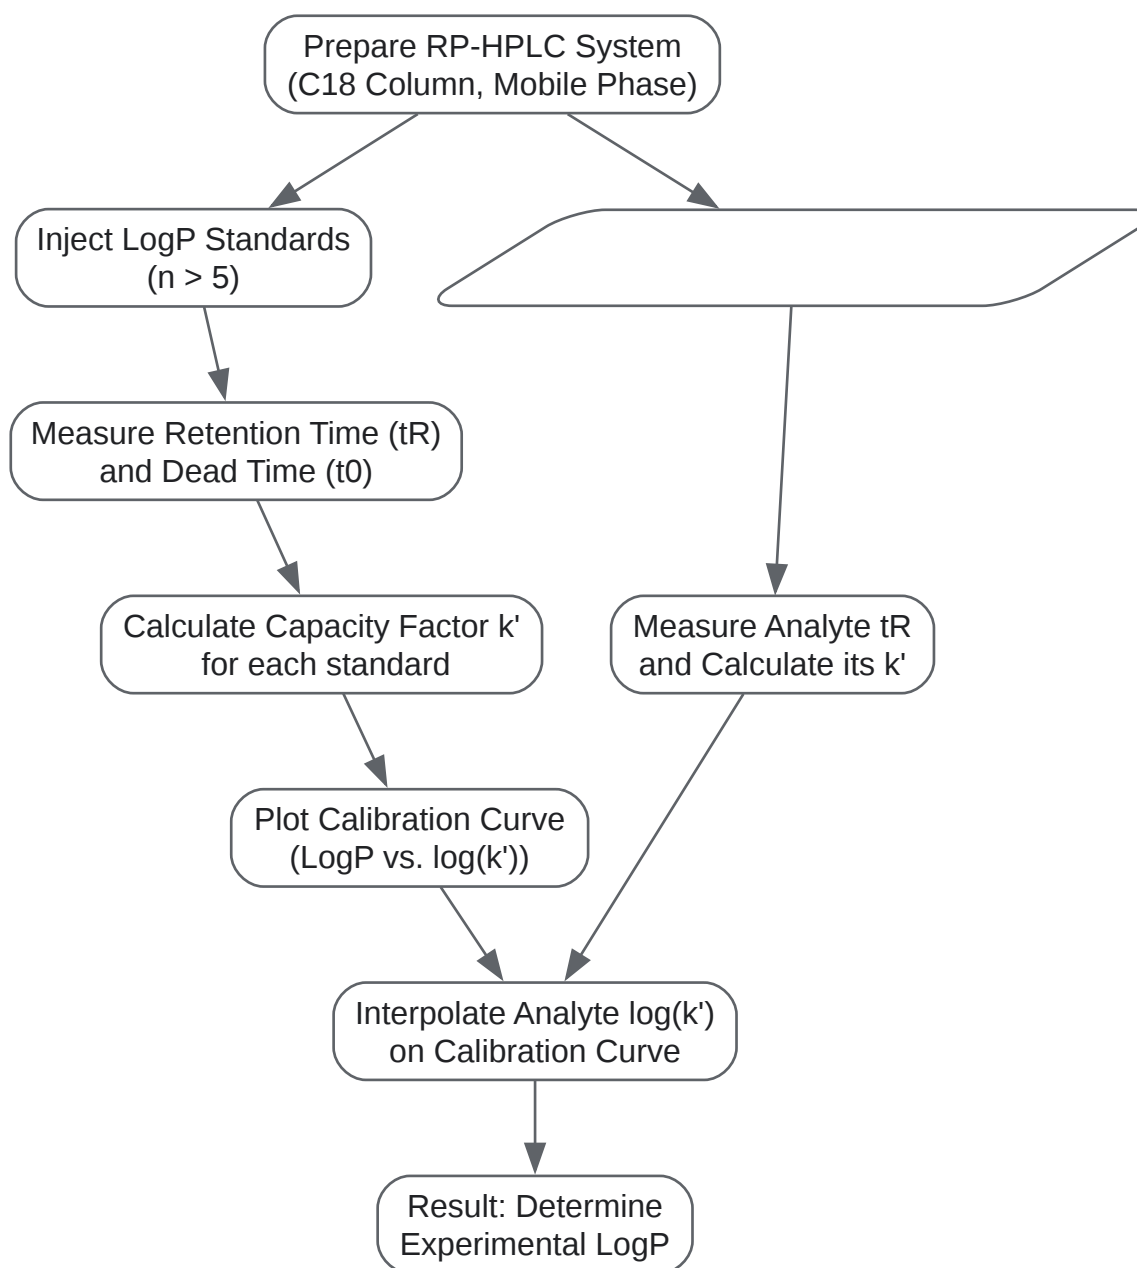 Prepare RP-HPLC System
(C18 Column, Mobile Phase)
Inject LogP Standards
(n > 5)
Measure Retention Time (tR)
and Dead Time (t0)
Calculate Capacity Factor k'
for each standard
Measure Analyte tR
and Calculate its k'
Plot Calibration Curve
(LogP vs. log(k'))
Interpolate Analyte log(k')
on Calibration Curve
Result: Determine
Experimental LogP